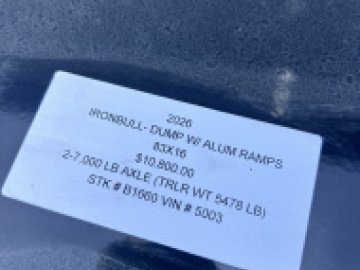 2026
IRONBULL- DUMP W/ ALUM RAMPS
83X16
$10,800.00
2-7,000 LB AXLE (TRLR WT 5478 LB)
STK # B1660 VIN # 5003